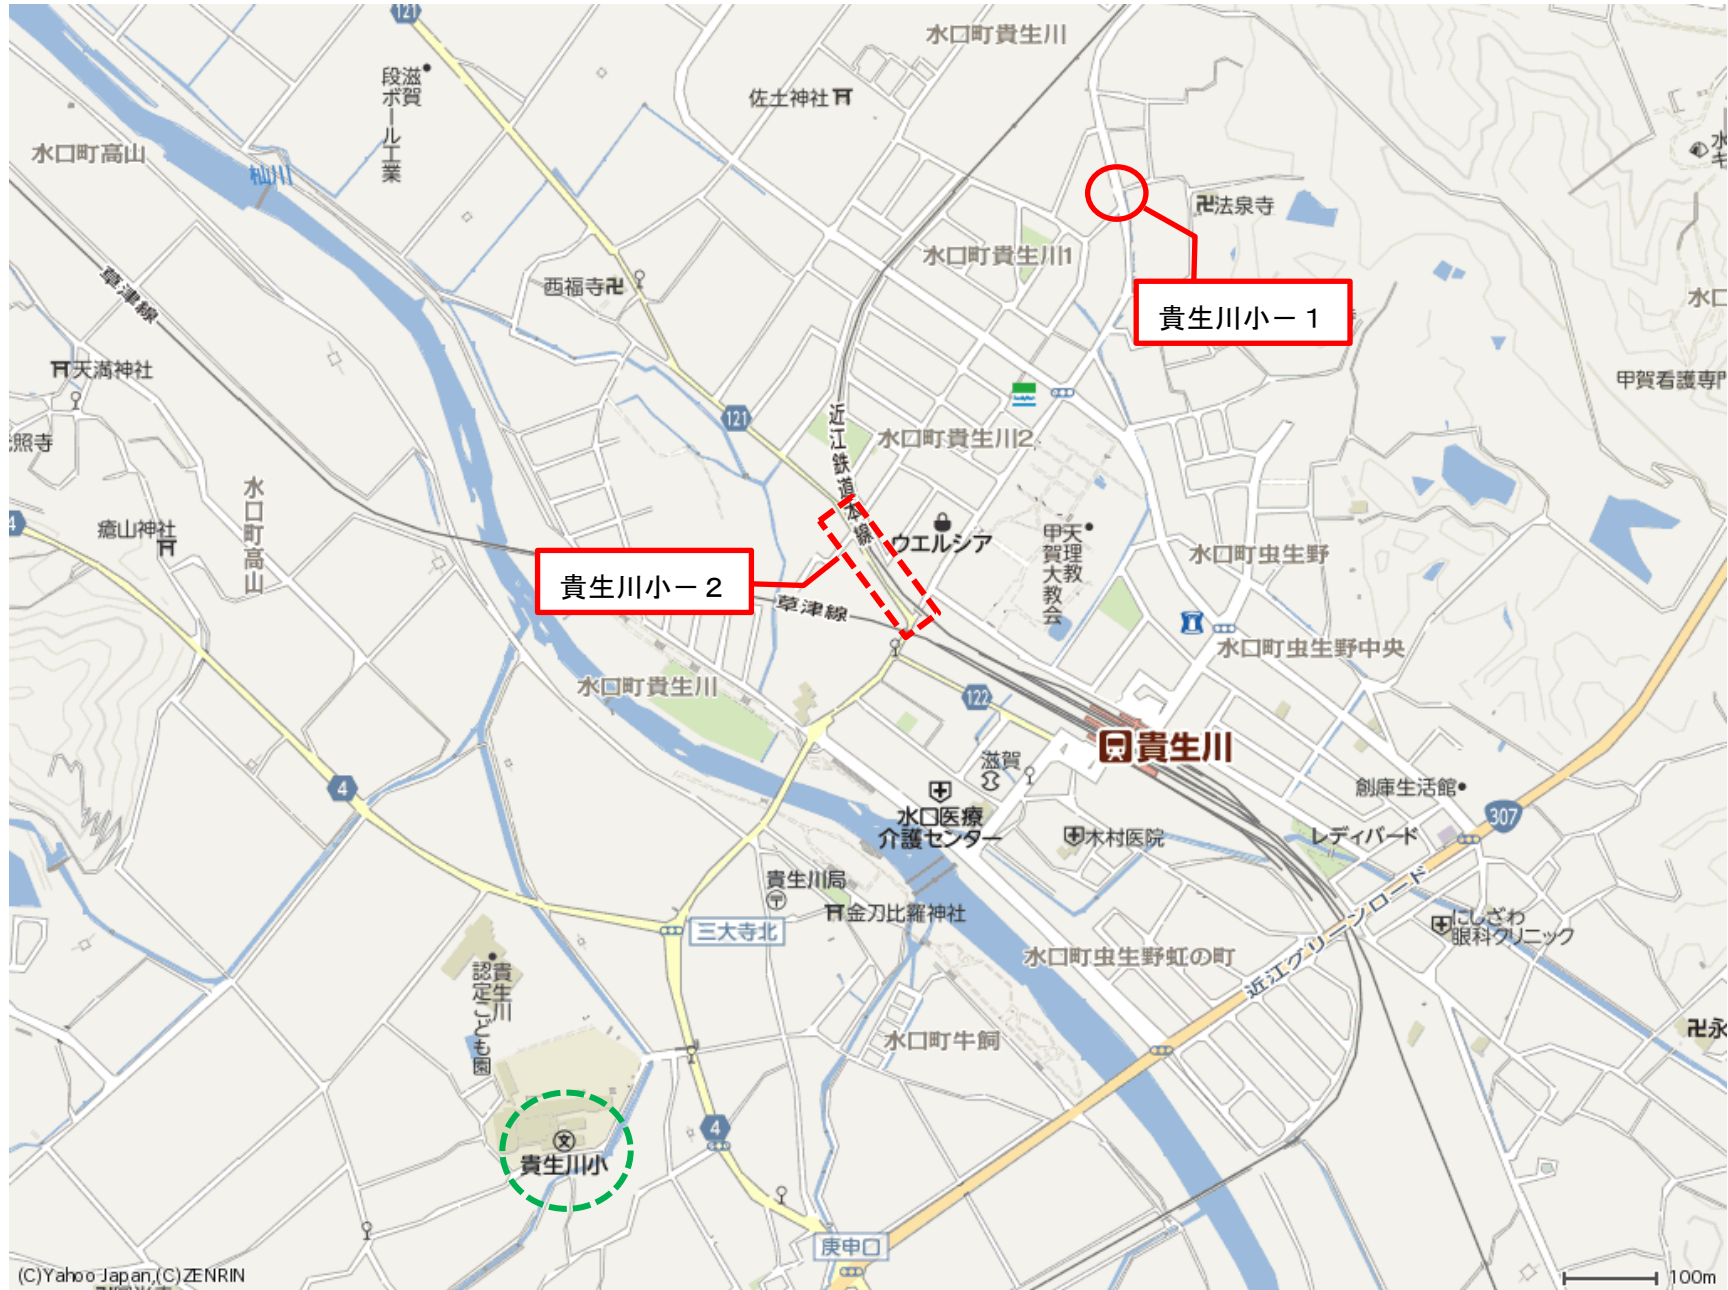 121
水口町貴生川
滋賀
段ボール工業
佐土神社
水口町高山
杣川
法泉寺
水口町貴生川1
草津線
西福寺
貴生川小－１
天満神社
甲賀看護専門
121
近江鉄道本線
水口町貴生川2
照寺
水口町高山
4
癒山神社
ウエルシア
天理教
甲賀大教会
水口町虫生野
貴生川小－２
草津線
水口町虫生野中央
水口町貴生川
122
貴生川
滋賀
4
水口医療
介護センター
木村医院
創庫生活館
307
レディバード
貴生川局
金刀比羅神社
三大寺北
にしざわ
眼科クリニック
水口町虫生野虹の町
近江グリーンロード
貴生川
認定こども園
水口町牛飼
永
4
貴生川小
庚申口
(C)Yahoo Japan,(C)ZENRIN
100m